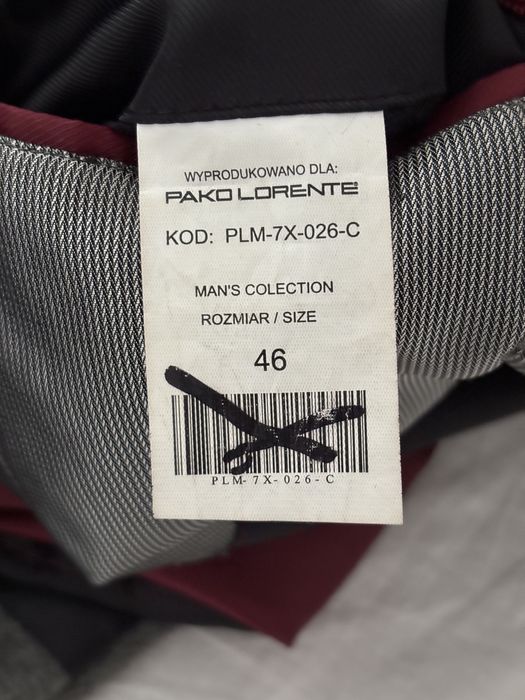 WYPRODUKOWANO DLA:
PAKO LORENTE
KOD: PLM-7X-026-C
MAN'S COLECTION
ROZMIAR / SIZE
46
PLM-7X-026-C